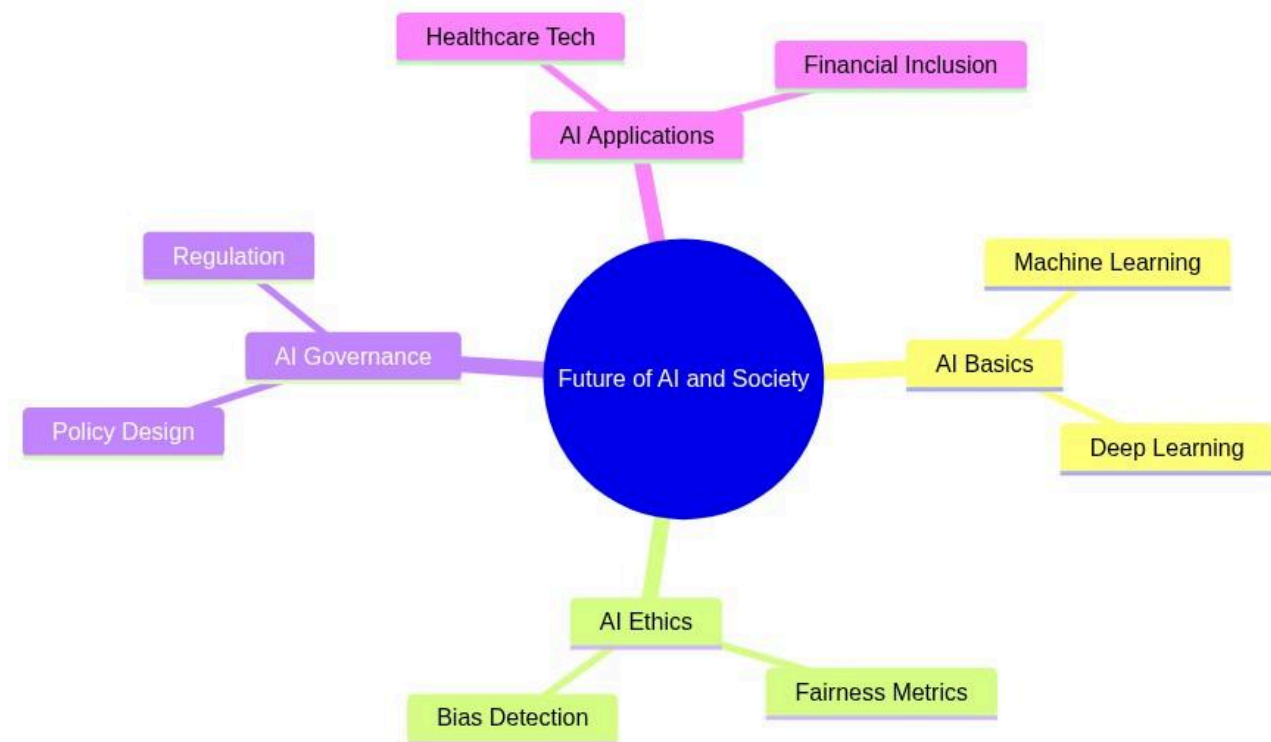 Healthcare Tech
Financial Inclusion
AI Applications
Regulation
Machine Learning
AI Governance
AI Basics
Future of AI and Society
Policy Design
Deep Learning
AI Ethics
Fairness Metrics
Bias Detection